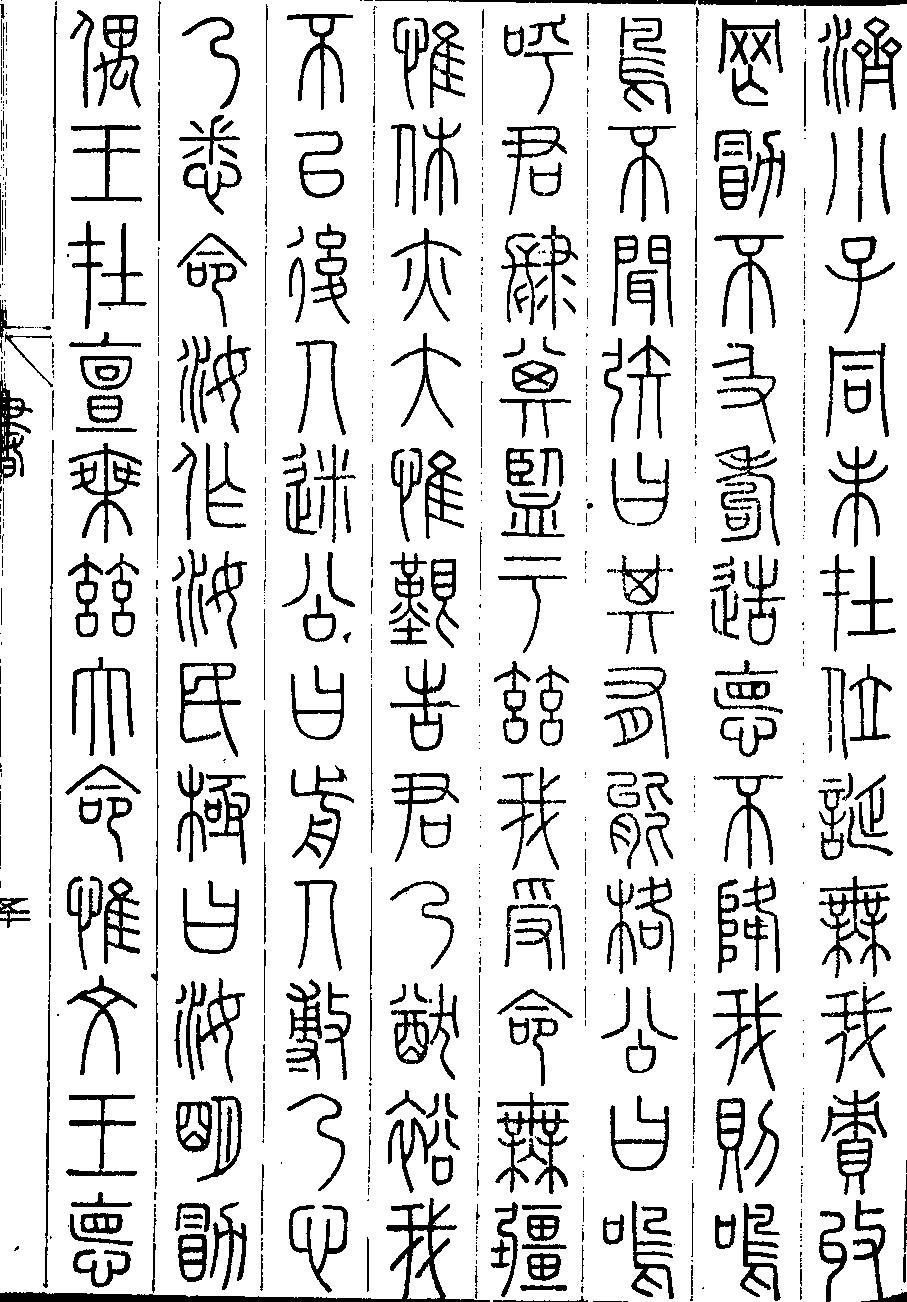 濟小子同未在位誕無我責收
罔勖不及耇造德不降我則鳴
鳥不聞矧曰其有能格公曰嗚
呼君肆其監于茲我受命無疆
惟休亦大惟艱告君乃猷裕我
不以後人迷公曰前人敷乃心
乃悉命汝作汝民極曰汝明勖
偶王在亶乘茲大命惟文王德